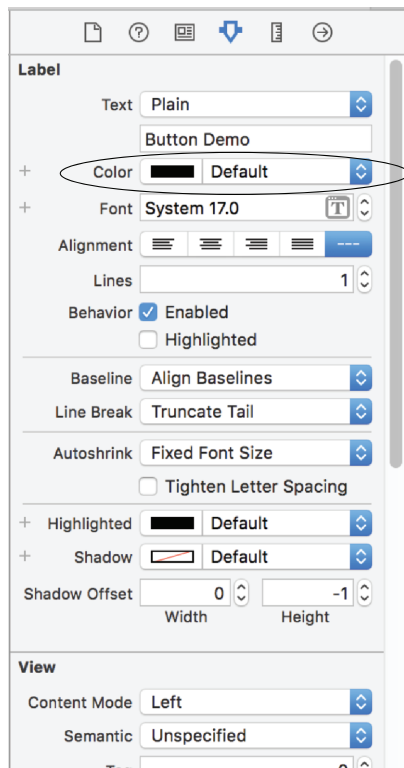 Label
Text Plain
Button Demo
+ Color Default
+ Font System 17.0 T
Alignment ---
Lines 1
Behavior Enabled
Highlighted
Baseline Align Baselines
Line Break Truncate Tail
Autoshrink Fixed Font Size
Tighten Letter Spacing
+ Highlighted Default
+ Shadow Default
Shadow Offset 0 -1
Width Height
View
Content Mode Left
Semantic Unspecified